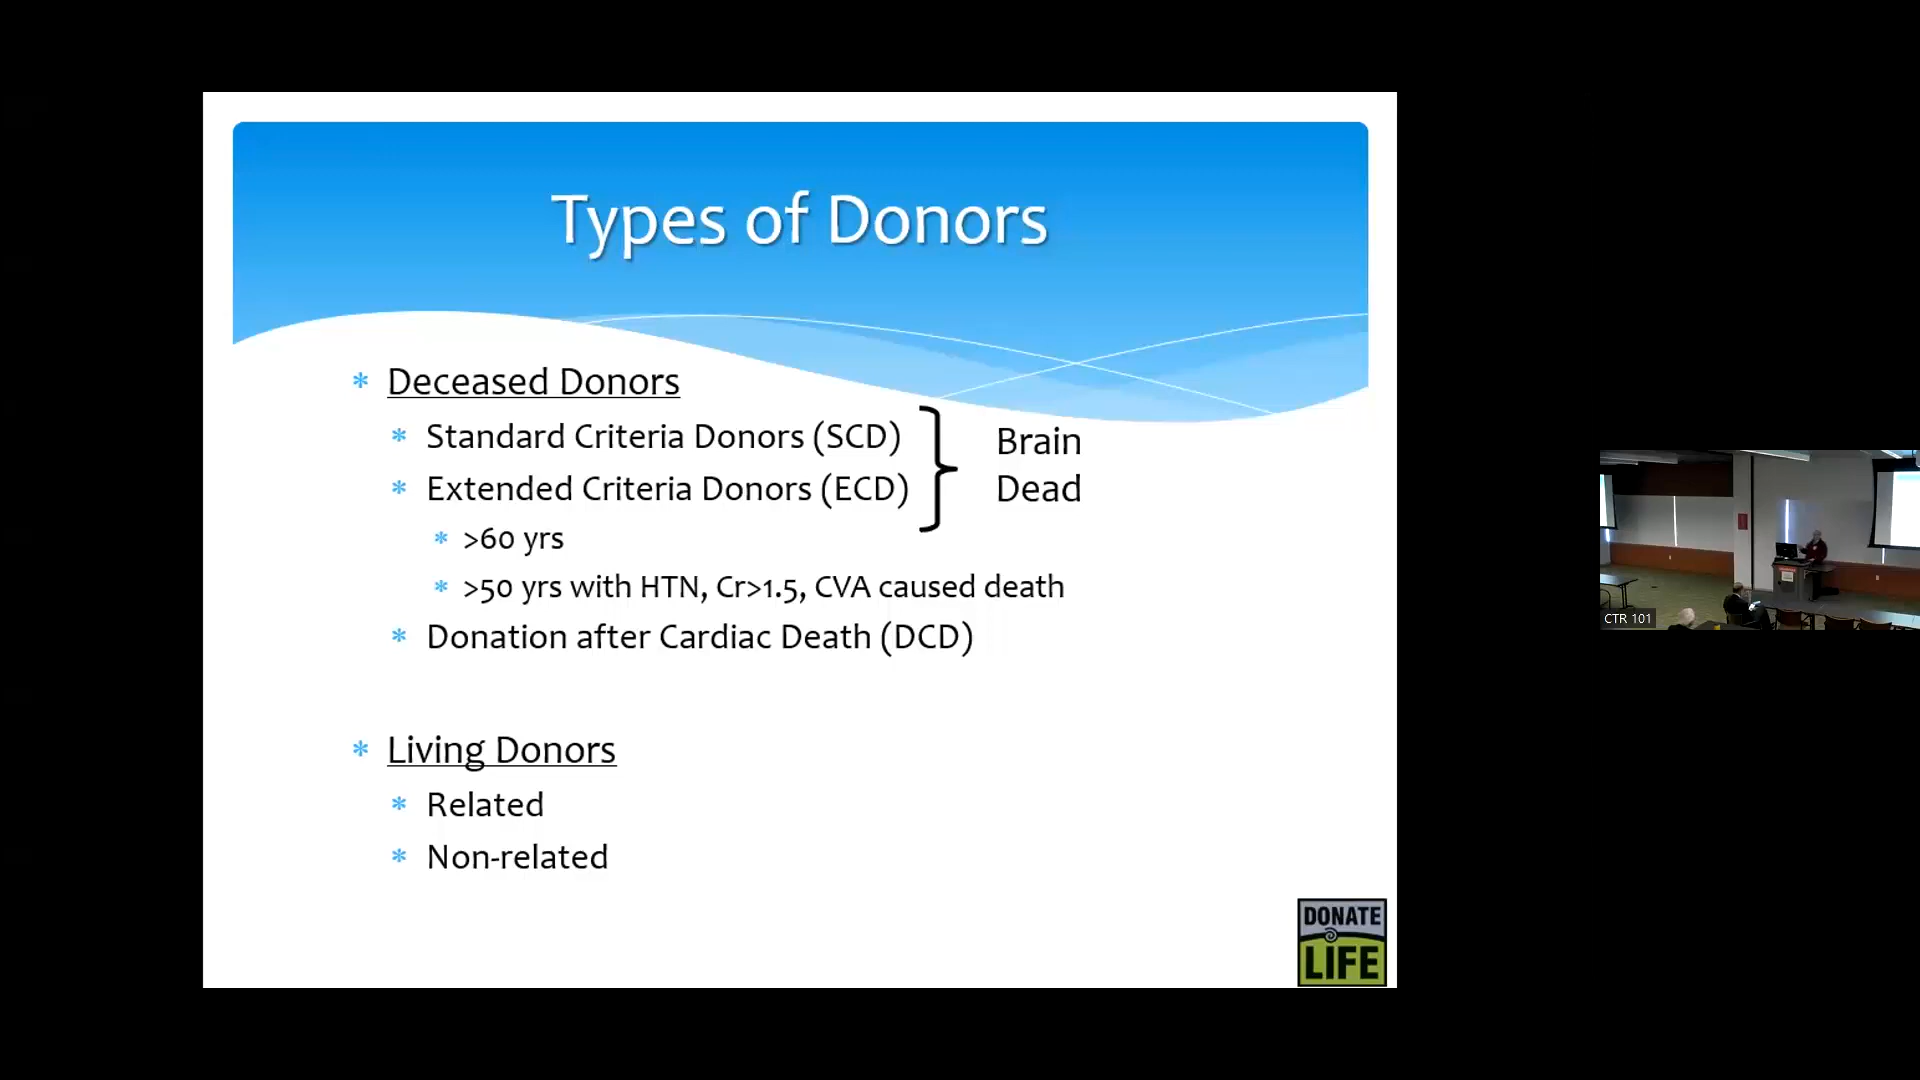 Types of Donors
* Deceased Donors
* Standard Criteria Donors (SCD)
* Extended Criteria Donors (ECD)
Brain
Dead
* >60 yrs
* >50 yrs with HTN, Cr>1.5, CVA caused death
* Donation after Cardiac Death (DCD)
* Living Donors
* Related
* Non-related
DONATE
LIFE
CTR 101